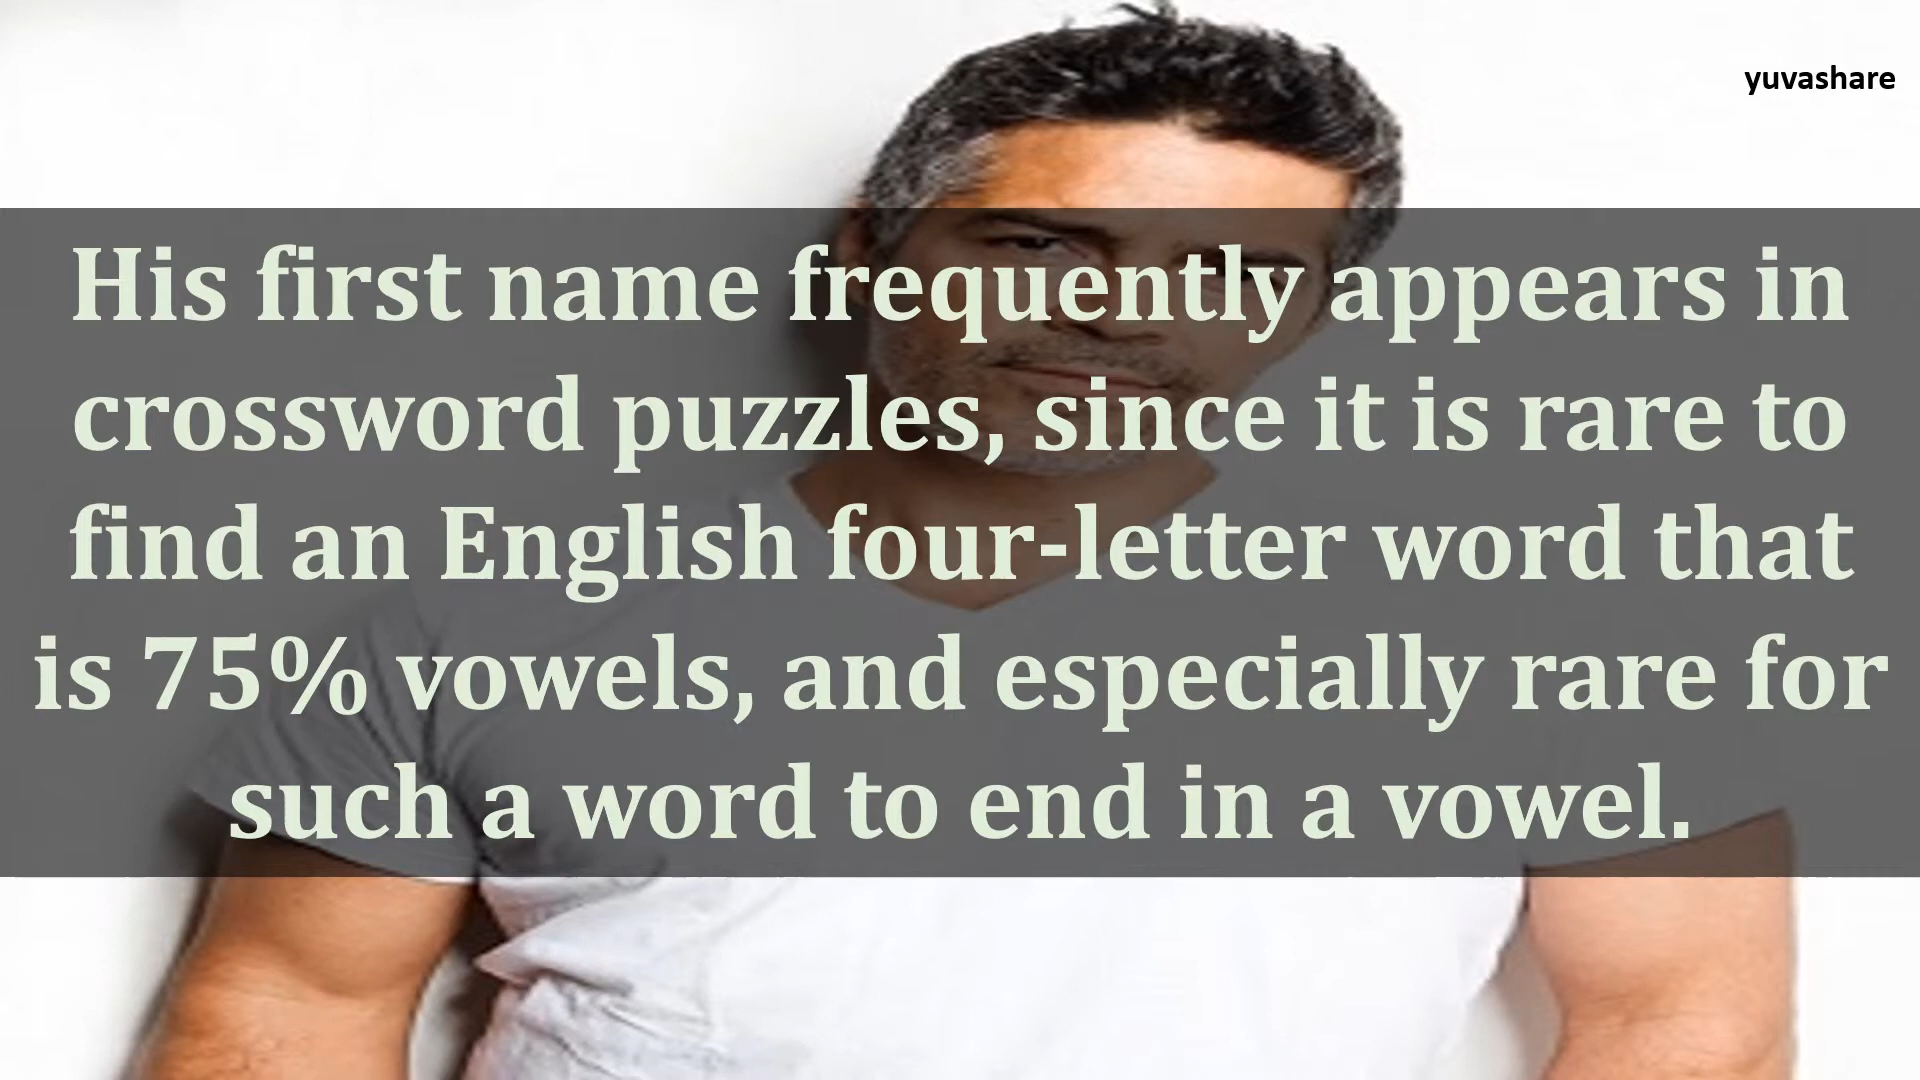 yuvashare
His first name frequently appears in
crossword puzzles, since it is rare to
find an English four-letter word that
is 75% vowels, and especially rare for
such a word to end in a vowel.